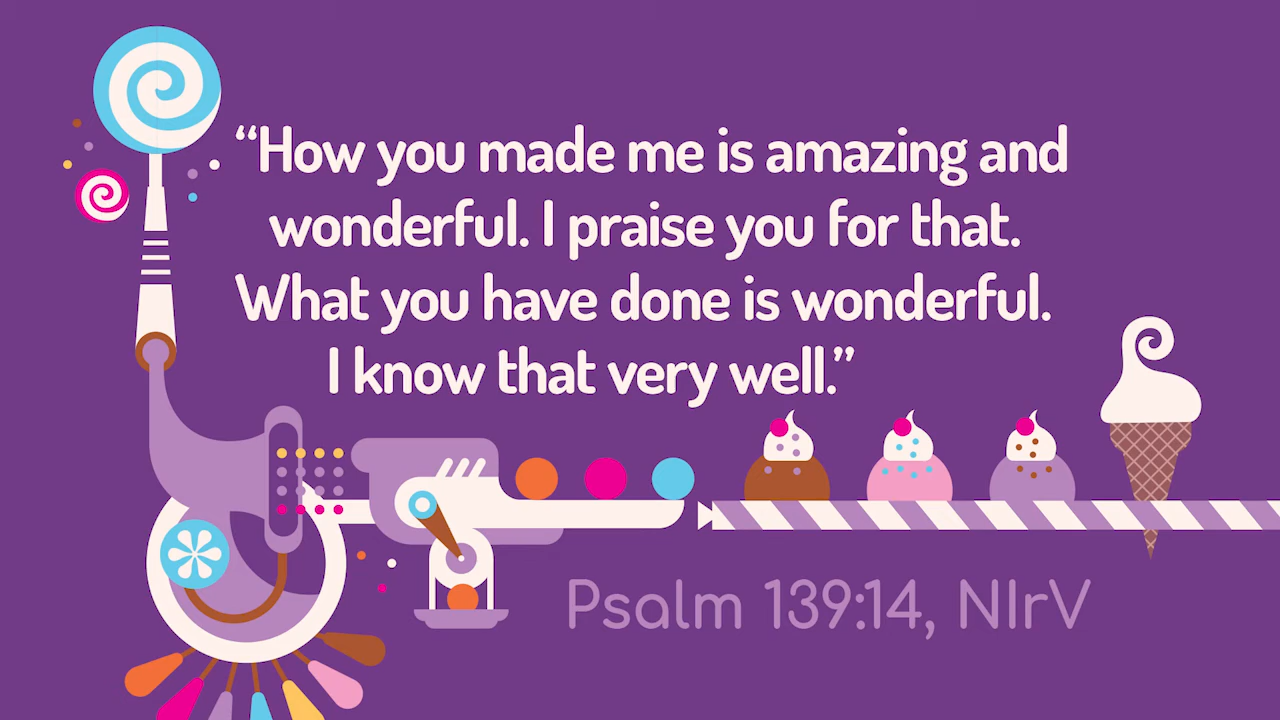 “How you made me is amazing and
wonderful. I praise you for that.
What you have done is wonderful.
I know that very well.”
Psalm 139:14, NIrV